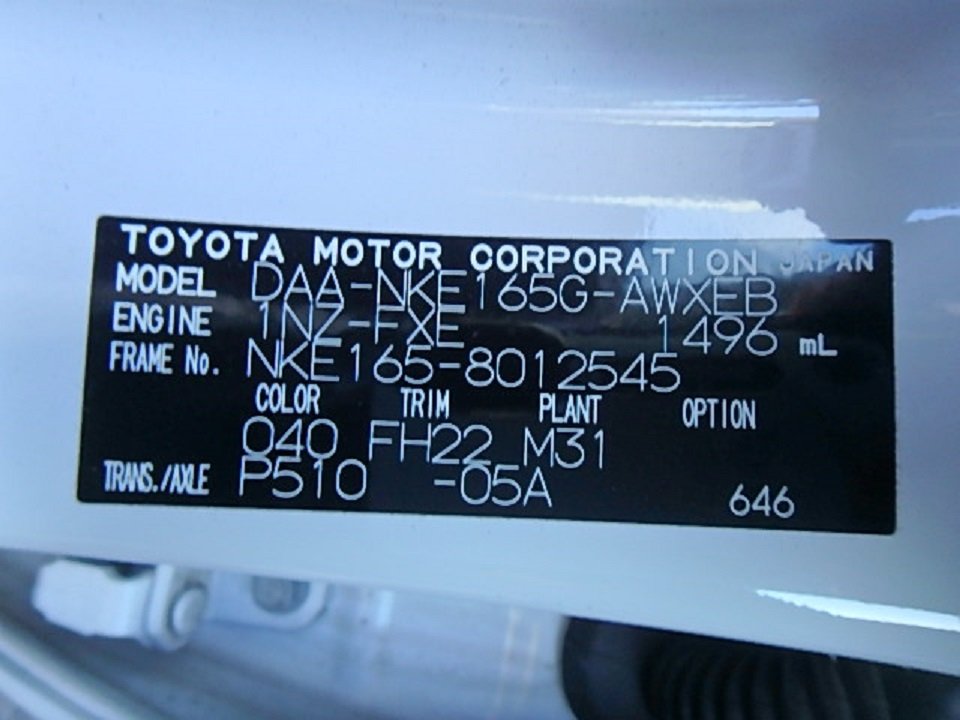 TOYOTA MOTOR CORPORATION JAPAN
MODEL DAA-NKE165G-AWXEB
ENGINE 1NZ-FXE 1496 mL
FRAME No. NKE165-8012545
COLOR TRIM PLANT OPTION
040 FH22 M31
TRANS./AXLE P510 -05A
646